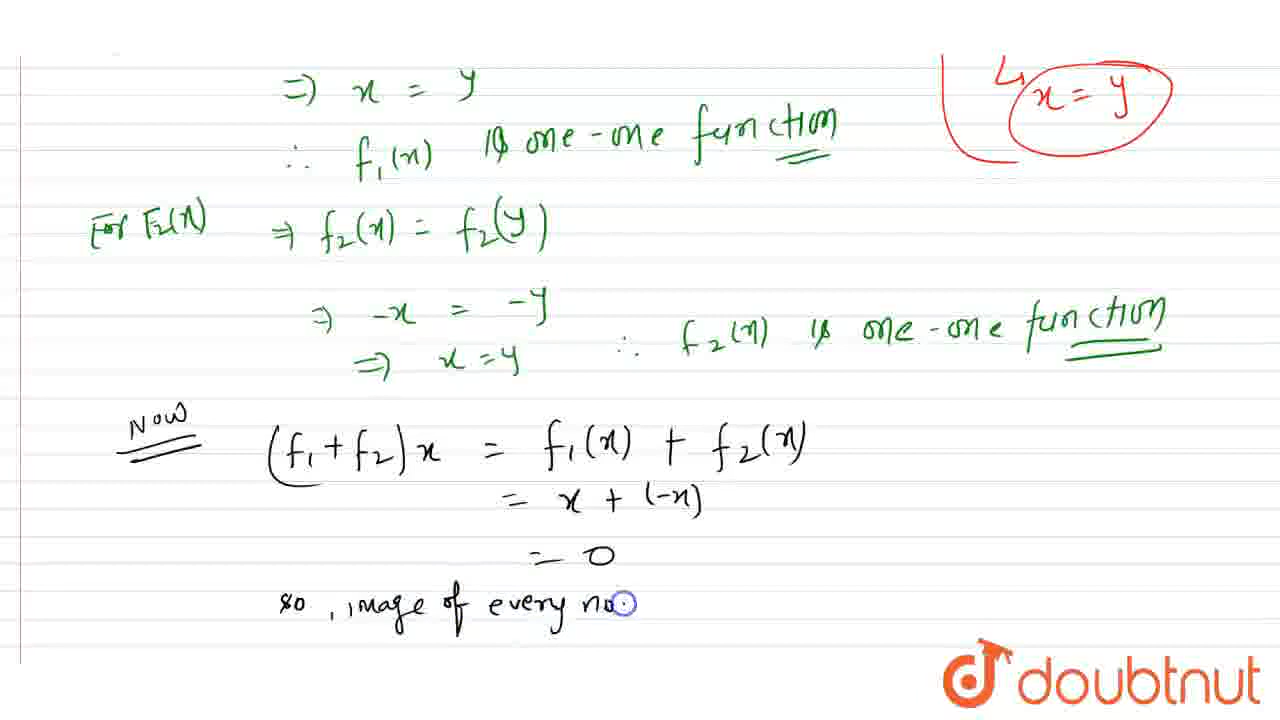 ⇒ x = y
∴ f₁(x) is one-one function
x = y
For F₂(x) ⇒ f₂(x) = f₂(y)
⇒ -x = -y
⇒ x = y ∴ f₂(x) is one-one function
Now (f₁ + f₂)x = f₁(x) + f₂(x)
= x + (-x)
= 0
so, image of every no.
doubtnut